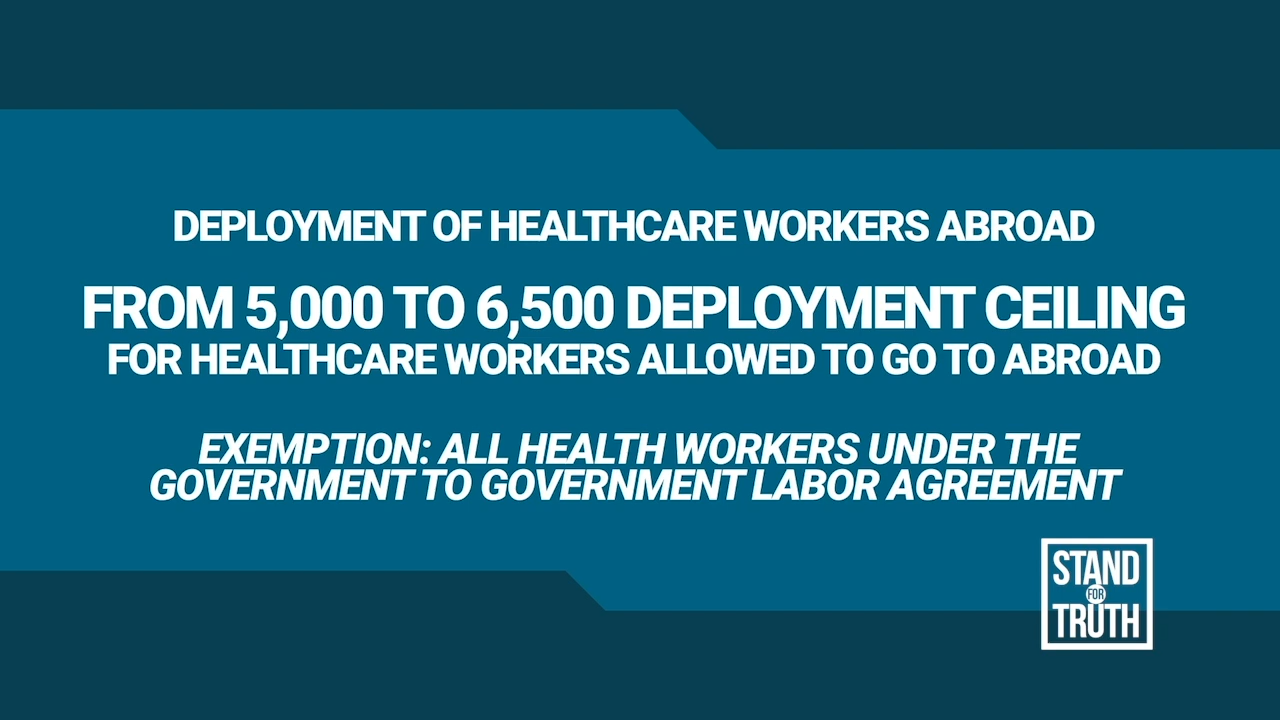 DEPLOYMENT OF HEALTHCARE WORKERS ABROAD
FROM 5,000 TO 6,500 DEPLOYMENT CEILING
FOR HEALTHCARE WORKERS ALLOWED TO GO TO ABROAD
EXEMPTION: ALL HEALTH WORKERS UNDER THE
GOVERNMENT TO GOVERNMENT LABOR AGREEMENT
STAND
FOR
TRUTH